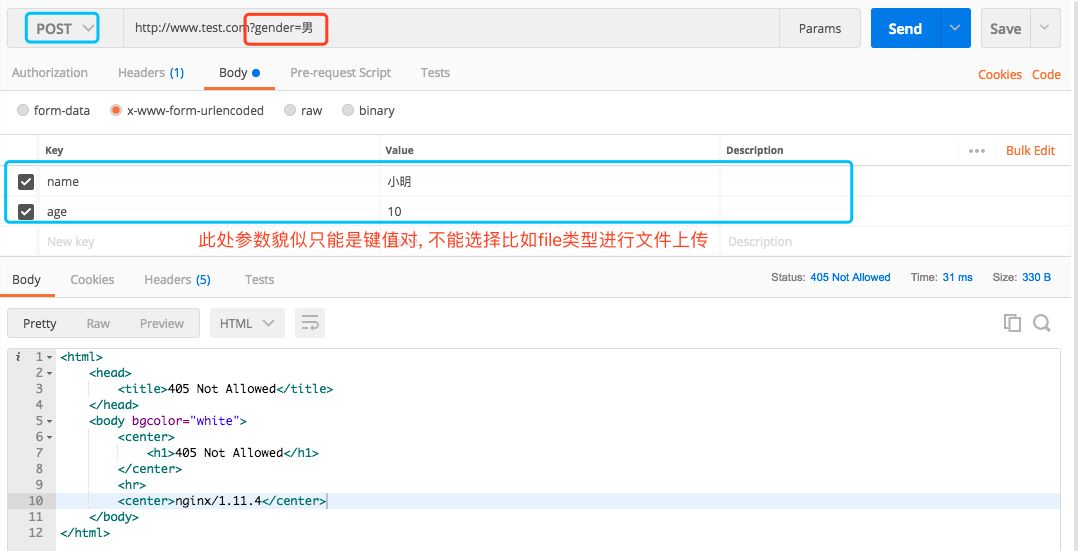 POST http://www.test.com?gender=男 Params Send Save
Authorization Headers (1) Body Pre-request Script Tests Cookies Code
form-data x-www-form-urlencoded raw binary
Key Value Description Bulk Edit
name 小明
age 10
New key 此处参数貌似只能是键值对, 不能选择比如file类型进行文件上传 Description
Body Cookies Headers (5) Tests Status: 405 Not Allowed Time: 31 ms Size: 330 B
Pretty Raw Preview HTML
i 1 <html>
2 <head>
3 <title>405 Not Allowed</title>
4 </head>
5 <body bgcolor="white">
6 <center>
7 <h1>405 Not Allowed</h1>
8 </center>
9 <hr>
10 <center>nginx/1.11.4</center>
11 </body>
12 </html>